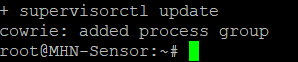 + supervisorctl update
cowrie: added process group
root@MHN-Sensor:~#